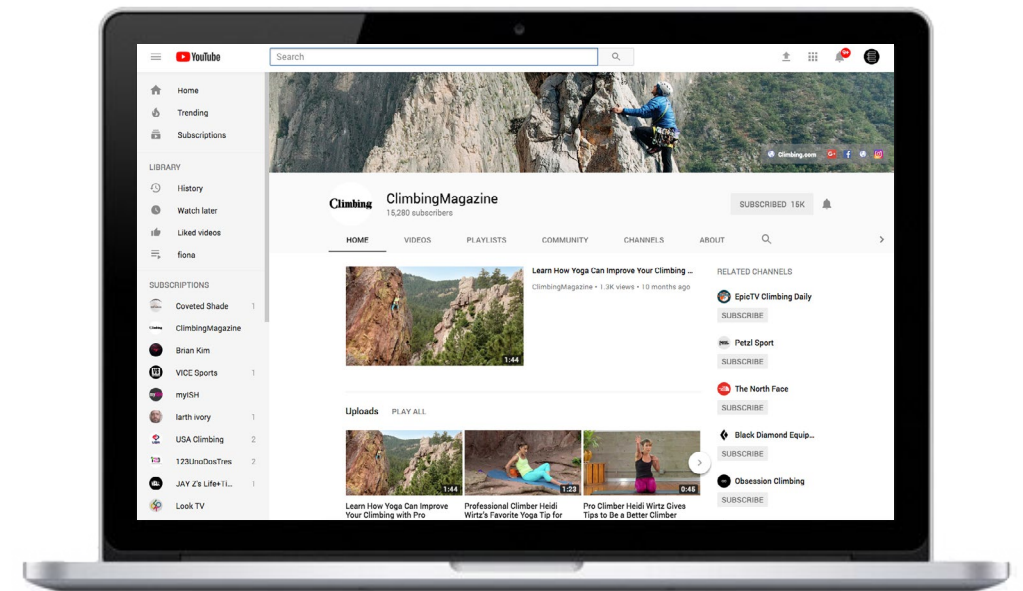 YouTube
Search
9+
Home
Trending
Subscriptions
LIBRARY
History
Watch later
Liked videos
fiona
SUBSCRIPTIONS
Coveted Shade 1
ClimbingMagazine
Brian Kim
VICE Sports 1
myISH
larth ivory 1
USA Climbing 2
123UnoDosTres 2
JAY Z's Life+Ti... 1
Look TV
Climbing.com
Climbing
ClimbingMagazine
15,280 subscribers
SUBSCRIBED 15K
HOME VIDEOS PLAYLISTS COMMUNITY CHANNELS ABOUT
1:44
Learn How Yoga Can Improve Your Climbing ...
ClimbingMagazine • 1.3K views • 10 months ago
Uploads PLAY ALL
1:44
Learn How Yoga Can Improve
Your Climbing with Pro
1:23
Professional Climber Heidi
Wirtz's Favorite Yoga Tip for
0:45
Pro Climber Heidi Wirtz Gives
Tips to Be a Better Climber
RELATED CHANNELS
EpicTV Climbing Daily
SUBSCRIBE
Petzl Sport
SUBSCRIBE
The North Face
SUBSCRIBE
Black Diamond Equip...
SUBSCRIBE
Obsession Climbing
SUBSCRIBE